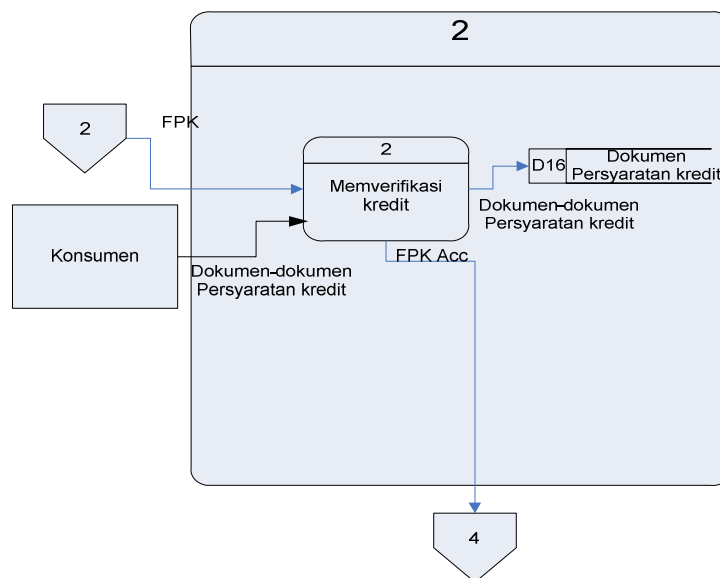 2
2
FPK
2
Memverifikasi
kredit
D16
Dokumen
Persyaratan kredit
Dokumen-dokumen
Persyaratan kredit
Konsumen
Dokumen-dokumen
Persyaratan kredit
FPK Acc
4